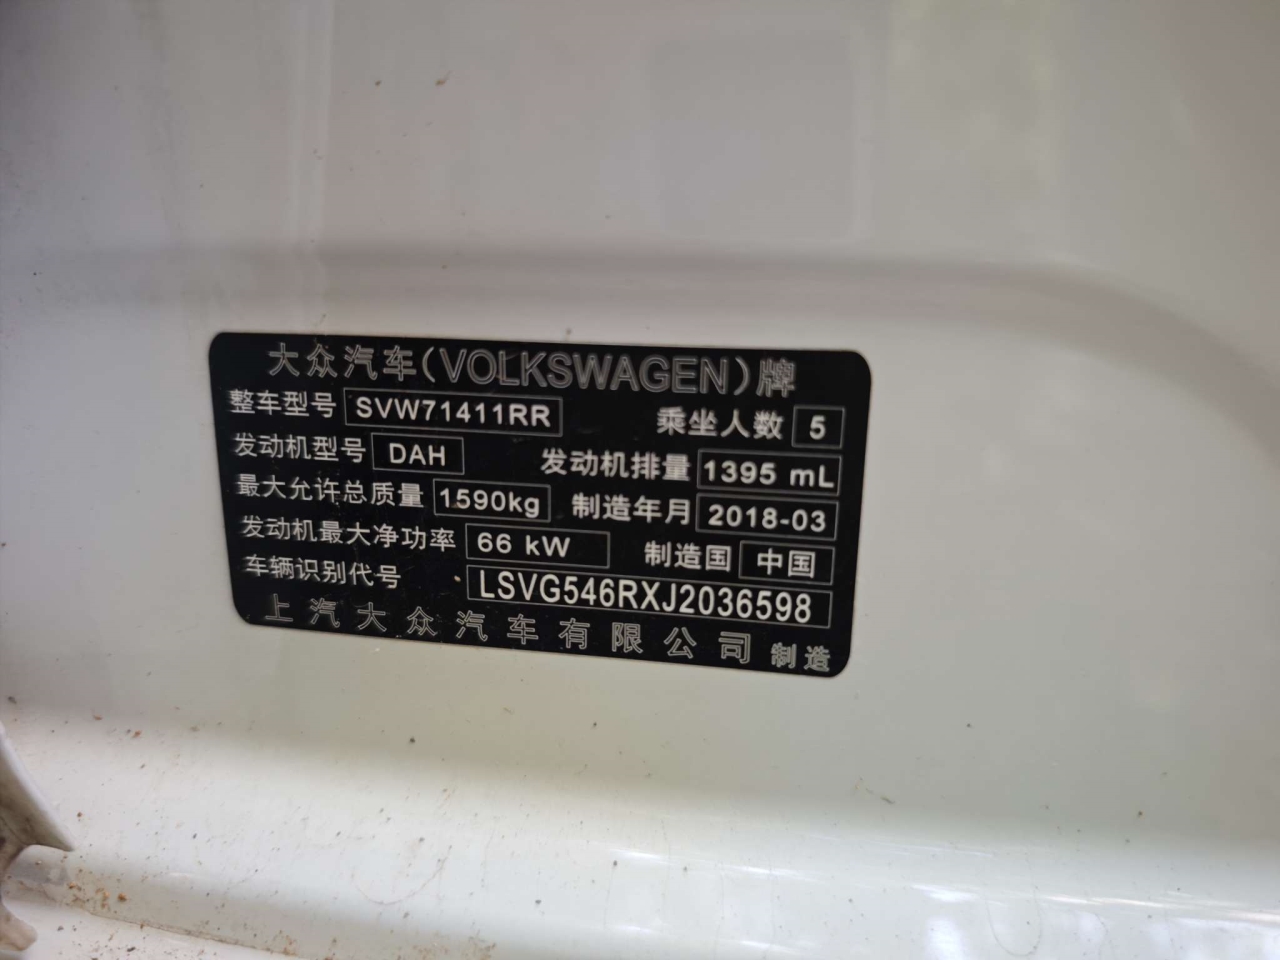 大众汽车(VOLKSWAGEN)牌
整车型号 SVW71411RR 乘坐人数 5
发动机型号 DAH 发动机排量 1395 mL
最大允许总质量 1590kg 制造年月 2018-03
发动机最大净功率 66 kW 制造国 中国
车辆识别代号 LSVG546RXJ2036598
上汽大众汽车有限公司 制造